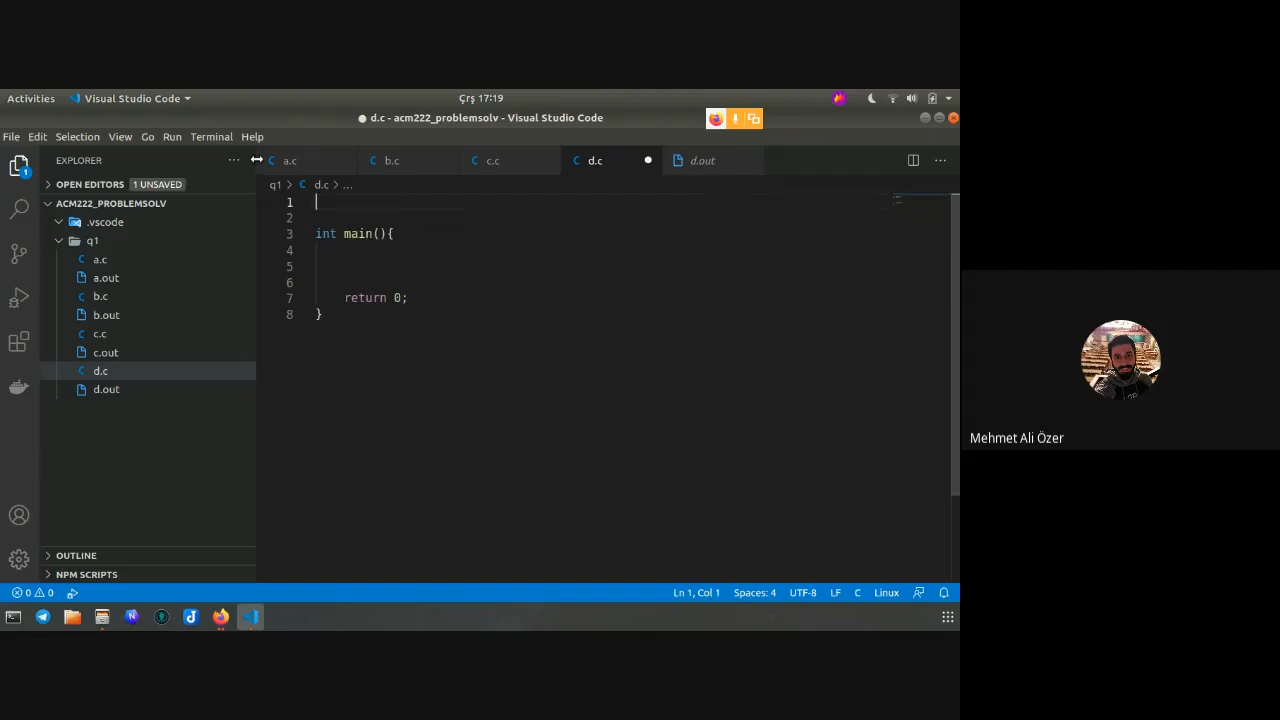 Activities Visual Studio Code Çrş 17:19
d.c - acm222_problemsolv - Visual Studio Code
File Edit Selection View Go Run Terminal Help
EXPLORER a.c b.c c.c d.c d.out
OPEN EDITORS 1 UNSAVED
q1 > C d.c > ...
ACM222_PROBLEMSOLV
.vscode
q1
a.c
a.out
b.c
b.out
c.c
c.out
d.c
d.out
OUTLINE
NPM SCRIPTS
1
2
3 int main(){
4
5
6
7 return 0;
8 }
Mehmet Ali Özer
0 0 Ln 1, Col 1 Spaces: 4 UTF-8 LF C Linux